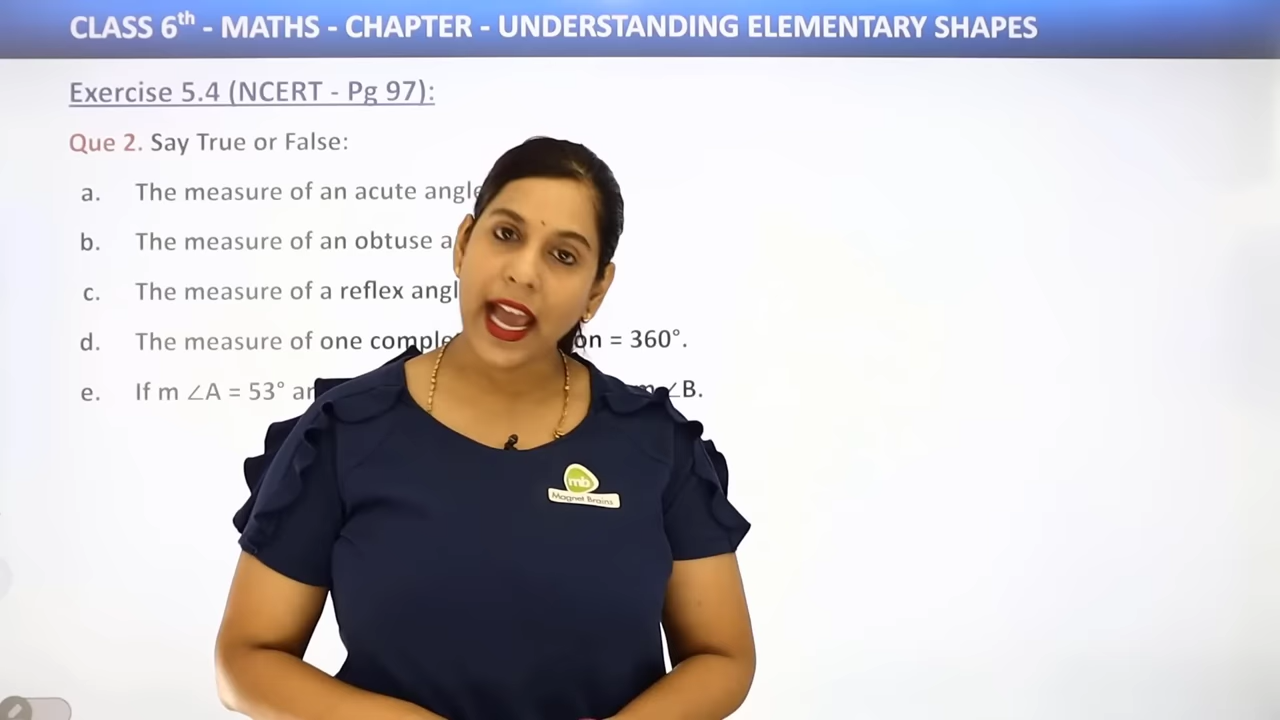 CLASS 6th - MATHS - CHAPTER - UNDERSTANDING ELEMENTARY SHAPES
Exercise 5.4 (NCERT - Pg 97):
Que 2. Say True or False:
a. The measure of an acute angle
b. The measure of an obtuse a
c. The measure of a reflex angl
d. The measure of one comple on = 360°.
e. If m ∠A = 53° an m ∠B.
mb
Magnet Brains